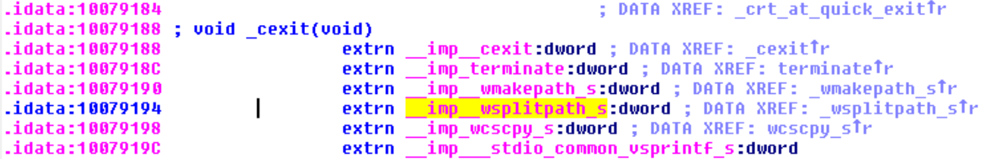 .idata:10079184 ; DATA XREF: _crt_at_quick_exit↑r
.idata:10079188 ; void _cexit(void)
.idata:10079188 extrn __imp__cexit:dword ; DATA XREF: _cexit↑r
.idata:1007918C extrn __imp_terminate:dword ; DATA XREF: terminate↑r
.idata:10079190 extrn __imp__wmakepath_s:dword ; DATA XREF: _wmakepath_s↑r
.idata:10079194 extrn __imp__wsplitpath_s:dword ; DATA XREF: _wsplitpath_s↑r
.idata:10079198 extrn __imp_wcscpy_s:dword ; DATA XREF: wcscpy_s↑r
.idata:1007919C extrn __imp____stdio_common_vsprintf_s:dword